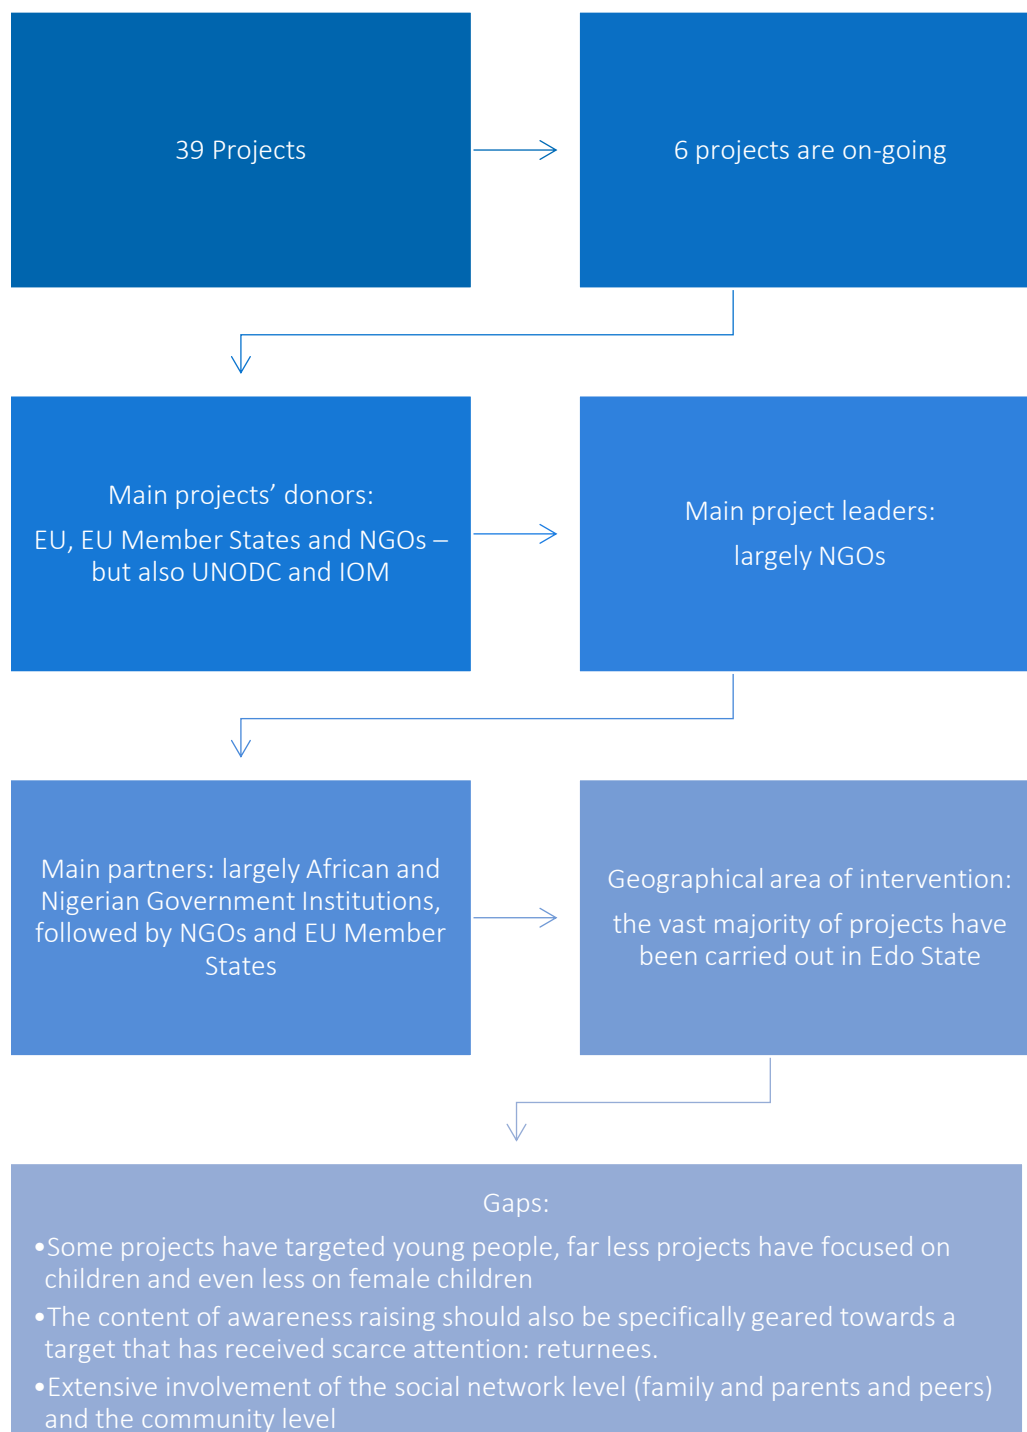 39 Projects
6 projects are on-going
Main projects’ donors:
EU, EU Member States and NGOs –
but also UNODC and IOM
Main project leaders:
largely NGOs
Main partners: largely African and
Nigerian Government Institutions,
followed by NGOs and EU Member
States
Geographical area of intervention:
the vast majority of projects have
been carried out in Edo State
Gaps:
•Some projects have targeted young people, far less projects have focused on
children and even less on female children
•The content of awareness raising should also be specifically geared towards a
target that has received scarce attention: returnees.
•Extensive involvement of the social network level (family and parents and peers)
and the community level